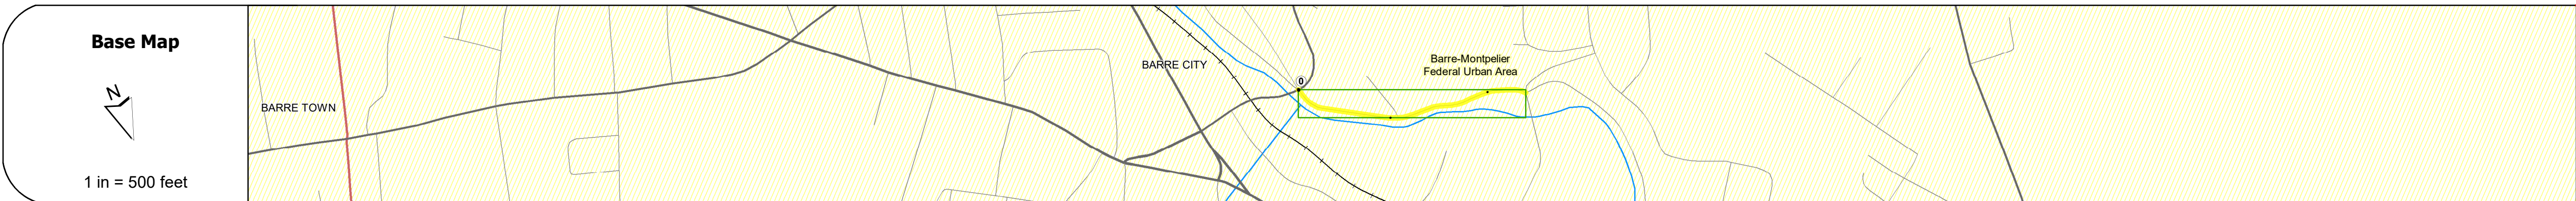 Base Map
N
1 in = 500 feet
BARRE TOWN
BARRE CITY
0
Barre-Montpelier
Federal Urban Area